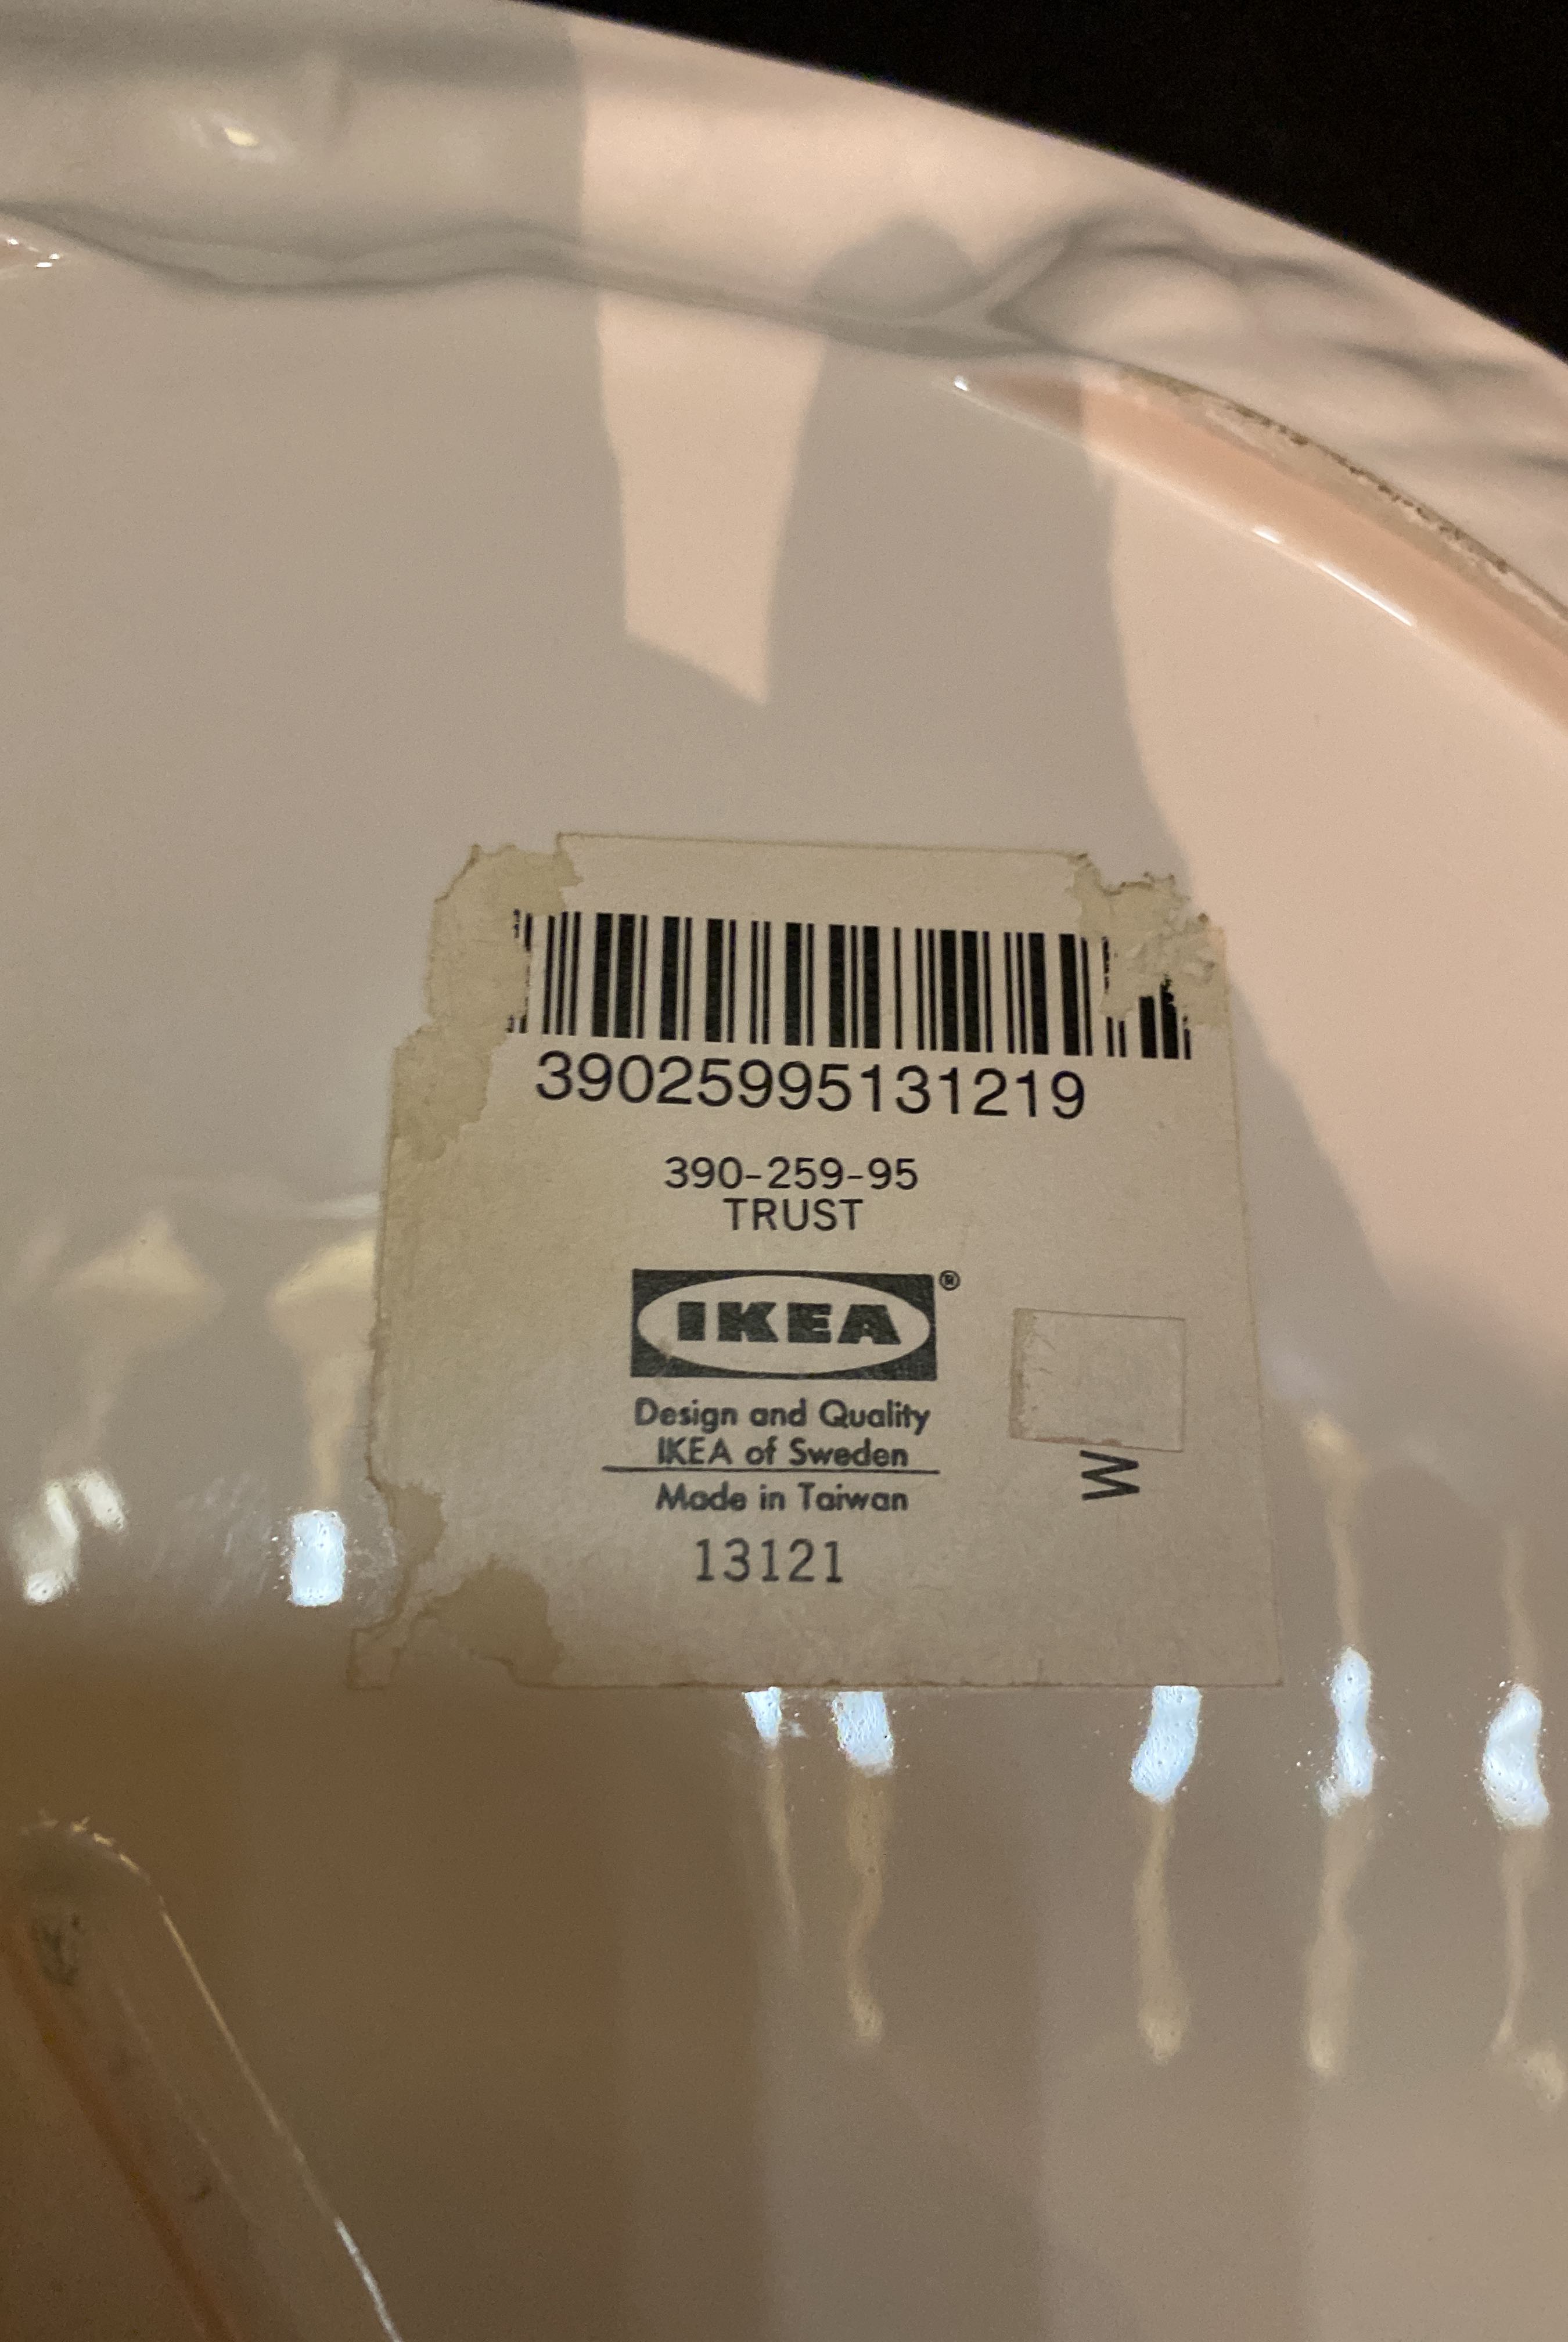 39025995131219
390-259-95
TRUST
IKEA®
Design and Quality
IKEA of Sweden
Made in Taiwan
13121
W